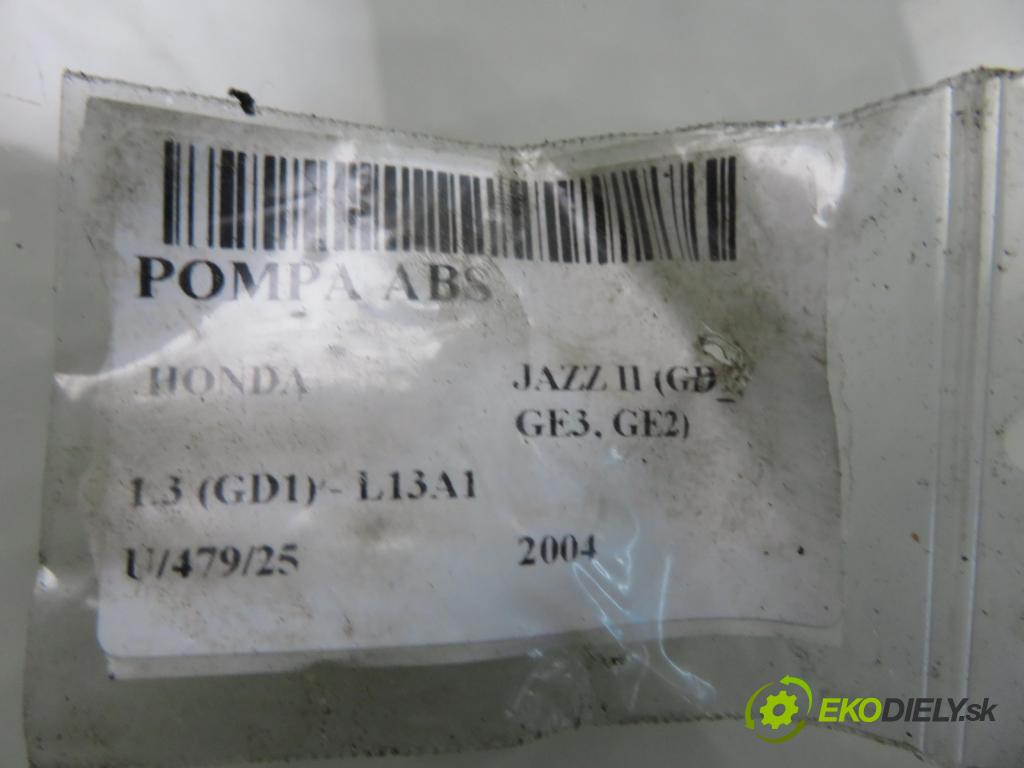 POMPA ABS
HONDA
JAZZ II (GD_,
GE3, GE2)
1.3 (GD1) - L13A1
U/479/25
2004
EKODIELY.sk